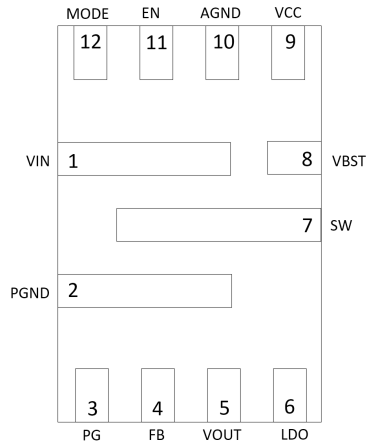 MODE EN AGND VCC
12 11 10 9
VIN 1 8 VBST
7 SW
PGND 2
3 4 5 6
PG FB VOUT LDO